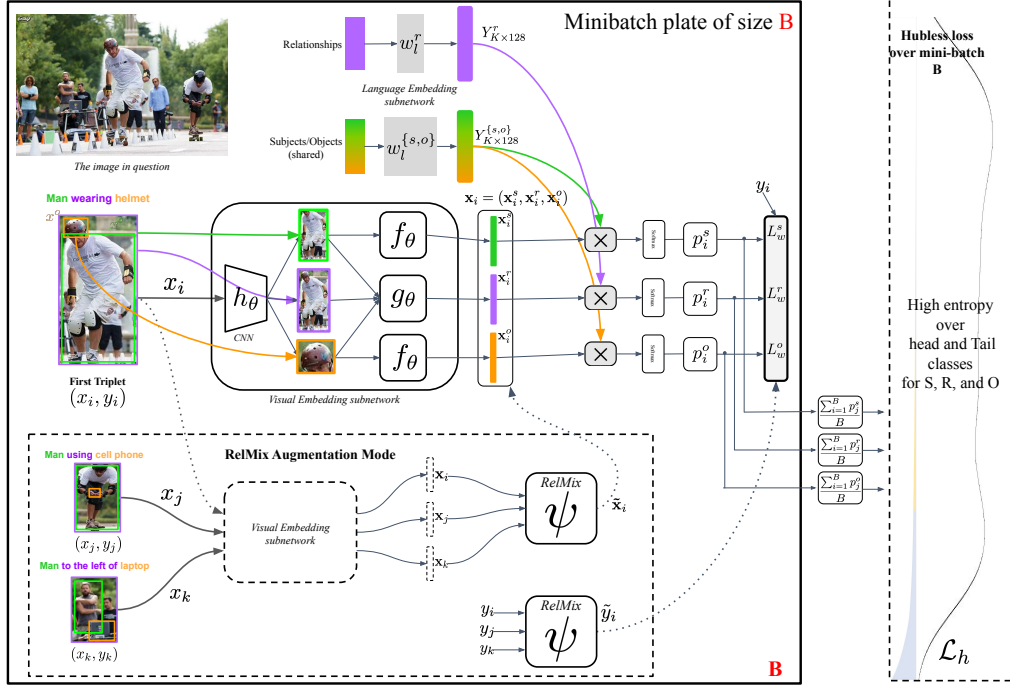 Minibatch plate of size B
Relationships
w_l^r
Y^r_{K×128}
Language Embedding
subnetwork
Subjects/Objects
(shared)
w_l^{s,o}
Y^{s,o}_{K×128}
The image in question
Man wearing helmet
x^o
x_i
First Triplet
(x_i, y_i)
h_θ
CNN
f_θ
g_θ
f_θ
Visual Embedding subnetwork
x_i = (x_i^s, x_i^r, x_i^o)
x_i^s
x_i^r
x_i^o
×
×
×
Softmax
Softmax
Softmax
p_i^s
p_i^r
p_i^o
y_i
L_w^s
L_w^r
L_w^o
∑_{i=1}^B p_j^s / B
∑_{i=1}^B p_j^r / B
∑_{i=1}^B p_j^o / B
RelMix Augmentation Mode
Man using cell phone
x_j
(x_j, y_j)
Man to the left of laptop
x_k
(x_k, y_k)
Visual Embedding
subnetwork
x_i
x_j
x_k
RelMix
ψ
x̃_i
y_i
y_j
y_k
RelMix
ψ
ỹ_i
B
Hubless loss
over mini-batch
B
High entropy
over
head and Tail
classes
for S, R, and O
ℒ_h